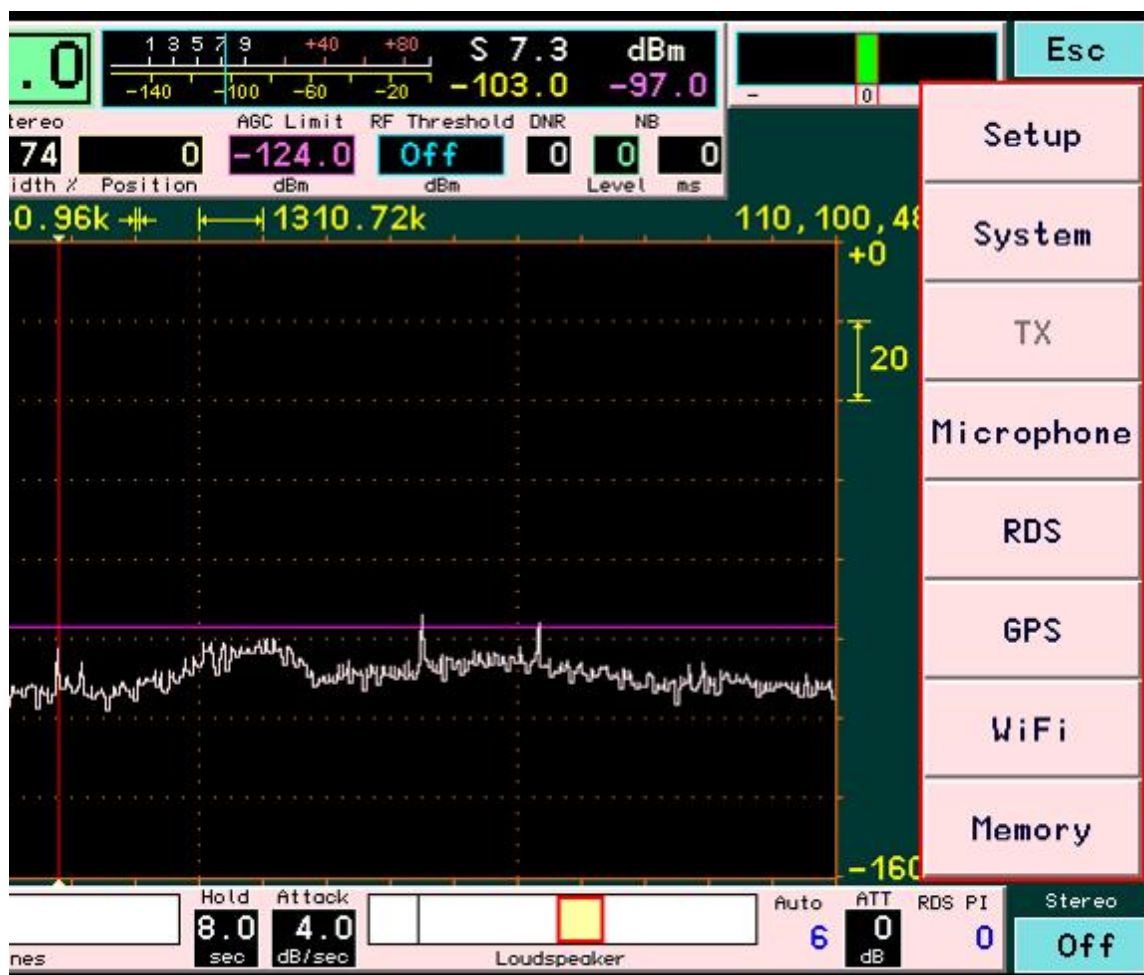 .0
1 3 5 7 9 +40 +80 S 7.3 dBm
-140 -100 -60 -20 -103.0 -97.0
- 0
Esc
tereo AGC Limit RF Threshold DNR NB
74 0 -124.0 Off 0 0 0
idth % Position dBm dBm Level ms
0.96k 1310.72k 110,100,48
+0
20
-160
Setup
System
TX
Microphone
RDS
GPS
WiFi
Memory
Hold Attack Auto ATT RDS PI Stereo
8.0 4.0 6 0 0 Off
nes sec dB/sec Loudspeaker dB